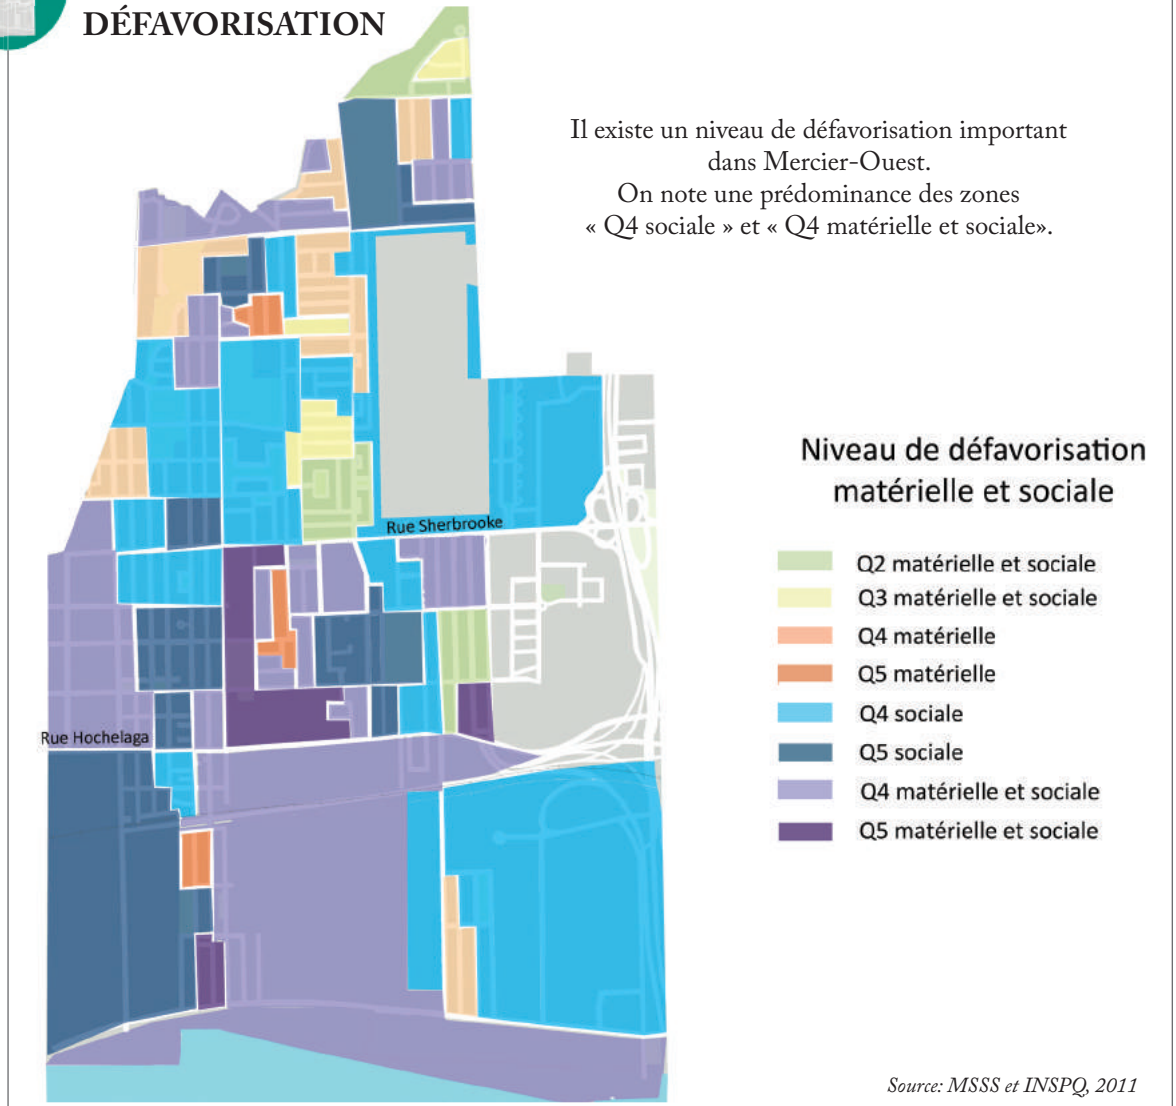 DÉFAVORISATION
Il existe un niveau de défavorisation important
dans Mercier-Ouest.
On note une prédominance des zones
« Q4 sociale » et « Q4 matérielle et sociale».
Rue Sherbrooke
Rue Hochelaga
Niveau de défavorisation
matérielle et sociale
Q2 matérielle et sociale
Q3 matérielle et sociale
Q4 matérielle
Q5 matérielle
Q4 sociale
Q5 sociale
Q4 matérielle et sociale
Q5 matérielle et sociale
Source: MSSS et INSPQ, 2011